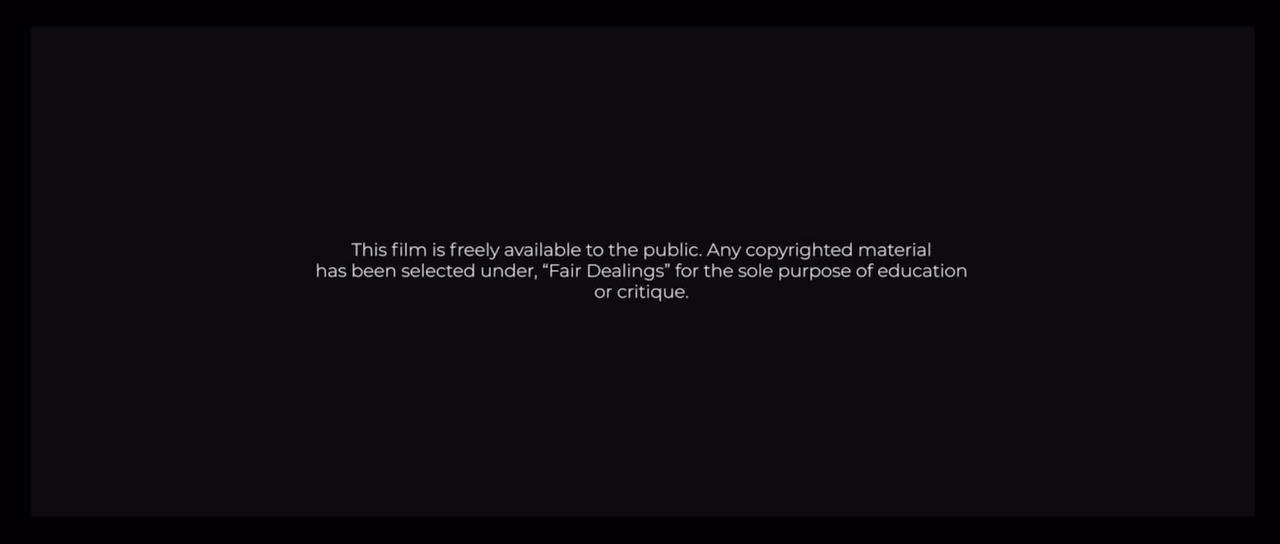 This film is freely available to the public. Any copyrighted material
has been selected under, “Fair Dealings” for the sole purpose of education
or critique.